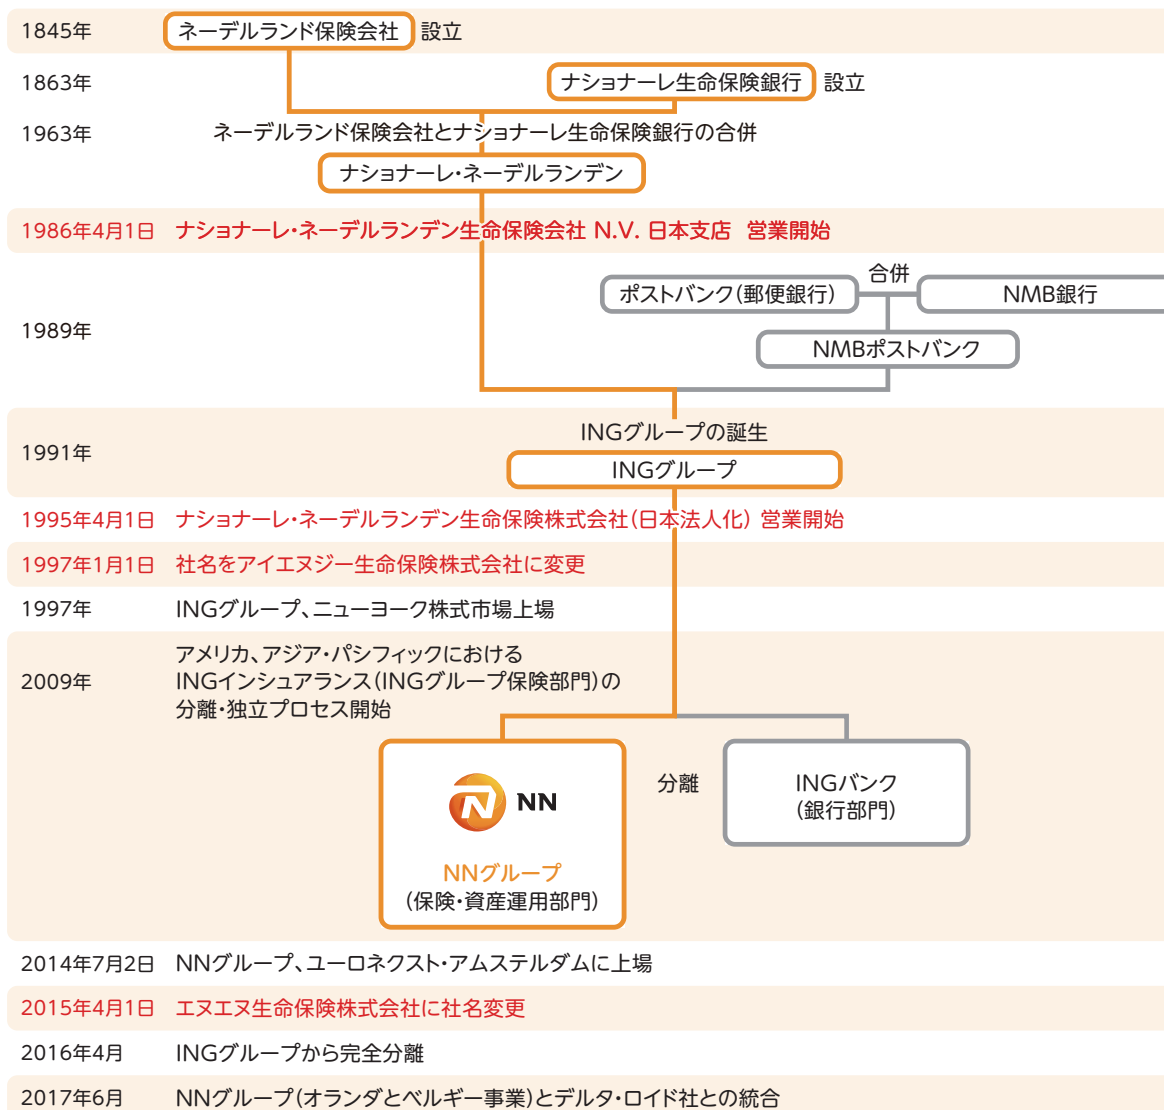 1845年 ネーデルランド保険会社 設立
1863年 ナショナーレ生命保険銀行 設立
1963年 ネーデルランド保険会社とナショナーレ生命保険銀行の合併
ナショナーレ・ネーデルランデン
1986年4月1日 ナショナーレ・ネーデルランデン生命保険会社 N.V. 日本支店 営業開始
合併
ポストバンク(郵便銀行) NMB銀行
1989年
NMBポストバンク
INGグループの誕生
1991年
INGグループ
1995年4月1日 ナショナーレ・ネーデルランデン生命保険株式会社(日本法人化) 営業開始
1997年1月1日 社名をアイエヌジー生命保険株式会社に変更
1997年 INGグループ、ニューヨーク株式市場上場
アメリカ、アジア・パシフィックにおける
2009年 INGインシュアランス(INGグループ保険部門)の
分離・独立プロセス開始
分離
INGバンク
(銀行部門)
NN
NNグループ
(保険・資産運用部門)
2014年7月2日 NNグループ、ユーロネクスト・アムステルダムに上場
2015年4月1日 エヌエヌ生命保険株式会社に社名変更
2016年4月 INGグループから完全分離
2017年6月 NNグループ(オランダとベルギー事業)とデルタ・ロイド社との統合